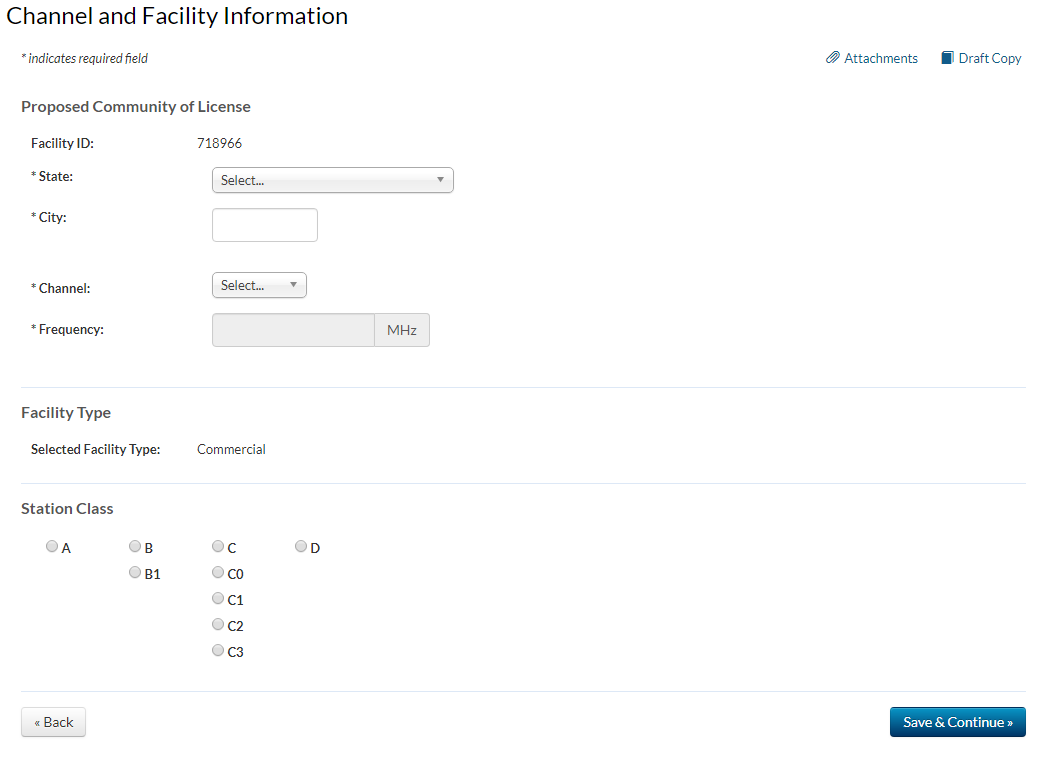 Channel and Facility Information
* indicates required field Attachments Draft Copy
Proposed Community of License
Facility ID: 718966
* State: Select...
* City:
* Channel: Select...
* Frequency: MHz
Facility Type
Selected Facility Type: Commercial
Station Class
A B C D
B1 C0
C1
C2
C3
« Back Save & Continue »